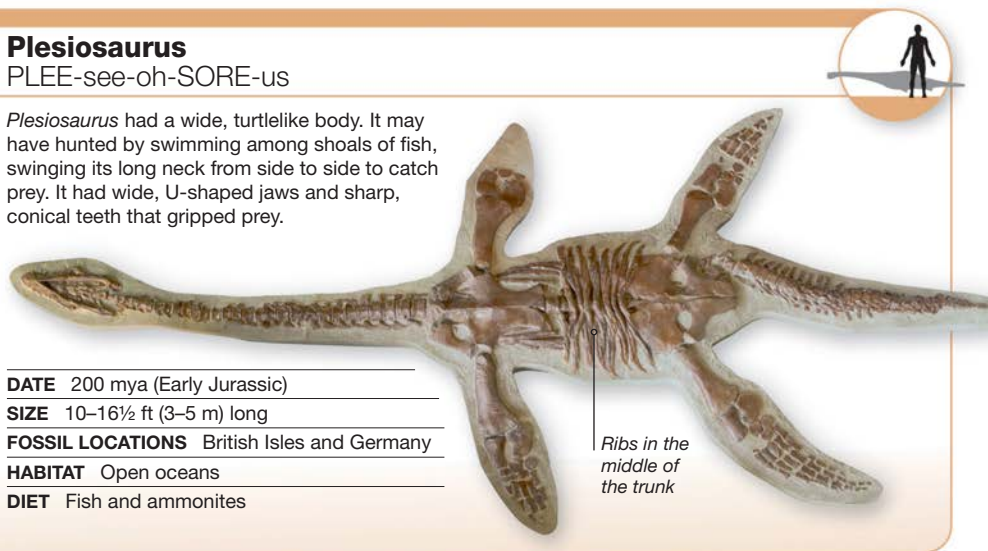 Plesiosaurus
PLEE-see-oh-SORE-us
Plesiosaurus had a wide, turtlelike body. It may
have hunted by swimming among shoals of fish,
swinging its long neck from side to side to catch
prey. It had wide, U-shaped jaws and sharp,
conical teeth that gripped prey.
DATE 200 mya (Early Jurassic)
SIZE 10–16½ ft (3–5 m) long
FOSSIL LOCATIONS British Isles and Germany
HABITAT Open oceans
DIET Fish and ammonites
Ribs in the
middle of
the trunk